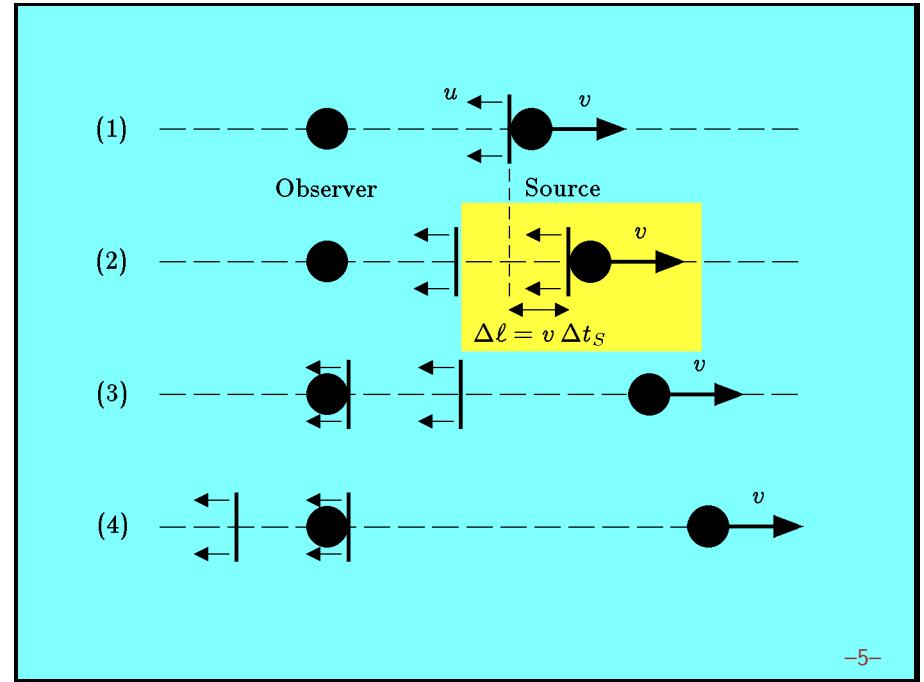 u v
(1)
Observer Source
v
(2)
Δℓ = v Δt_S
v
(3)
v
(4)
–5–